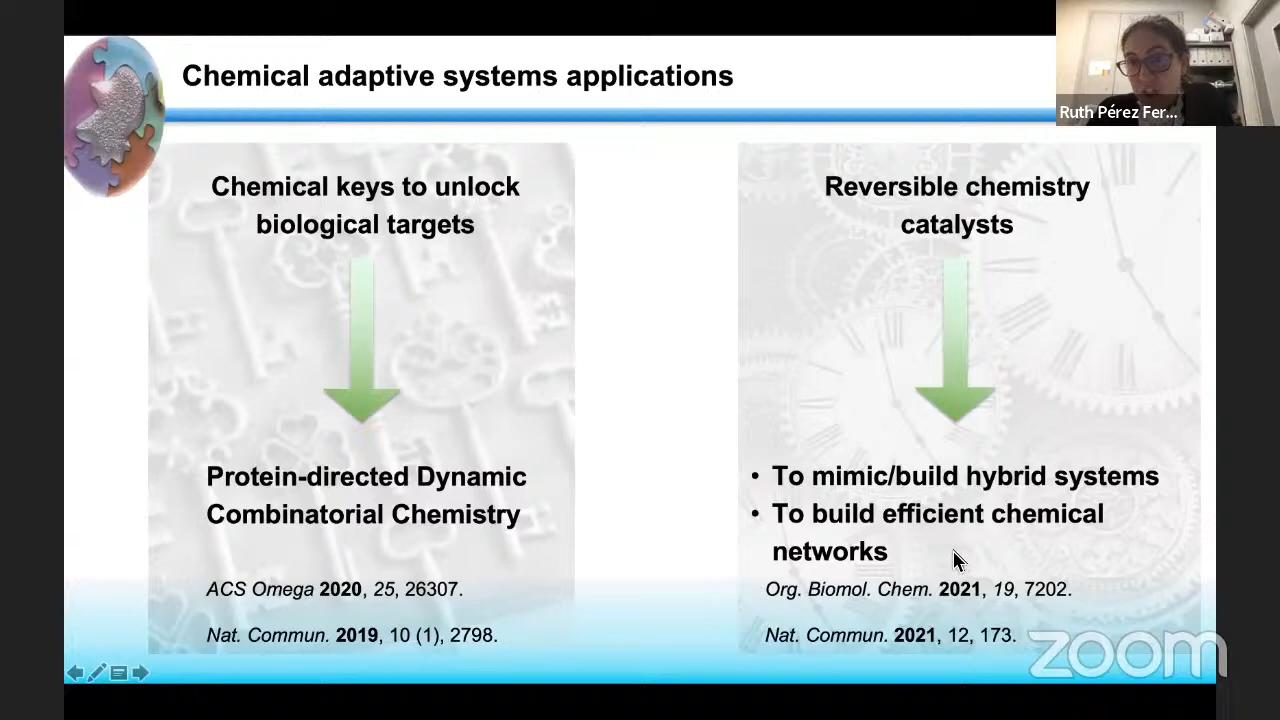 Chemical adaptive systems applications
Ruth Pérez Fer...
Chemical keys to unlock
biological targets
Protein-directed Dynamic
Combinatorial Chemistry
ACS Omega 2020, 25, 26307.
Nat. Commun. 2019, 10 (1), 2798.
Reversible chemistry
catalysts
• To mimic/build hybrid systems
• To build efficient chemical
networks
Org. Biomol. Chem. 2021, 19, 7202.
Nat. Commun. 2021, 12, 173.
zoom